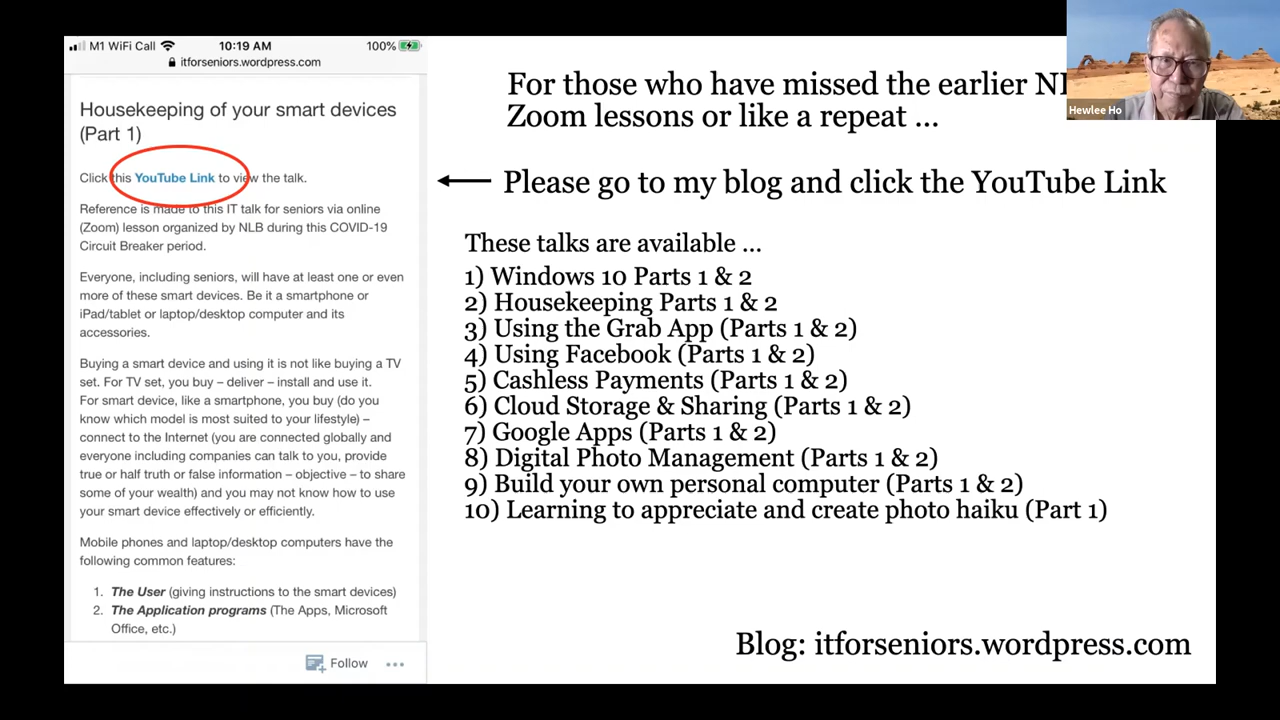 M1 WiFi Call
10:19 AM
100%
itforseniors.wordpress.com
Housekeeping of your smart devices
(Part 1)
Click this YouTube Link to view the talk.
Reference is made to this IT talk for seniors via online
(Zoom) lesson organized by NLB during this COVID-19
Circuit Breaker period.
Everyone, including seniors, will have at least one or even
more of these smart devices. Be it a smartphone or
iPad/tablet or laptop/desktop computer and its
accessories.
Buying a smart device and using it is not like buying a TV
set. For TV set, you buy – deliver – install and use it.
For smart device, like a smartphone, you buy (do you
know which model is most suited to your lifestyle) –
connect to the Internet (you are connected globally and
everyone including companies can talk to you, provide
true or half truth or false information – objective – to share
some of your wealth) and you may not know how to use
your smart device effectively or efficiently.
Mobile phones and laptop/desktop computers have the
following common features:
1. The User (giving instructions to the smart devices)
2. The Application programs (The Apps, Microsoft
Office, etc.)
Follow
For those who have missed the earlier
Zoom lessons or like a repeat ...
Please go to my blog and click the YouTube Link
These talks are available ...
1) Windows 10 Parts 1 & 2
2) Housekeeping Parts 1 & 2
3) Using the Grab App (Parts 1 & 2)
4) Using Facebook (Parts 1 & 2)
5) Cashless Payments (Parts 1 & 2)
6) Cloud Storage & Sharing (Parts 1 & 2)
7) Google Apps (Parts 1 & 2)
8) Digital Photo Management (Parts 1 & 2)
9) Build your own personal computer (Parts 1 & 2)
10) Learning to appreciate and create photo haiku (Part 1)
Blog: itforseniors.wordpress.com
Hewlee Ho